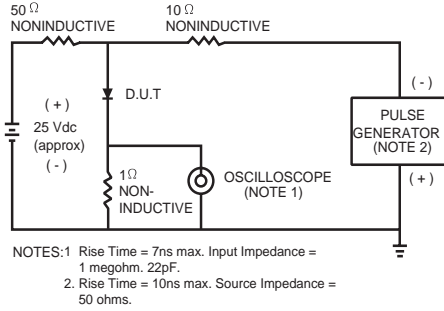 50 Ω
NONINDUCTIVE
10 Ω
NONINDUCTIVE
( + )
25 Vdc
(approx)
( - )
D.U.T
1Ω
NON-
INDUCTIVE
OSCILLOSCOPE
(NOTE 1)
( - )
PULSE
GENERATOR
(NOTE 2)
( + )
NOTES:1 Rise Time = 7ns max. Input Impedance =
1 megohm. 22pF.
2. Rise Time = 10ns max. Source Impedance =
50 ohms.